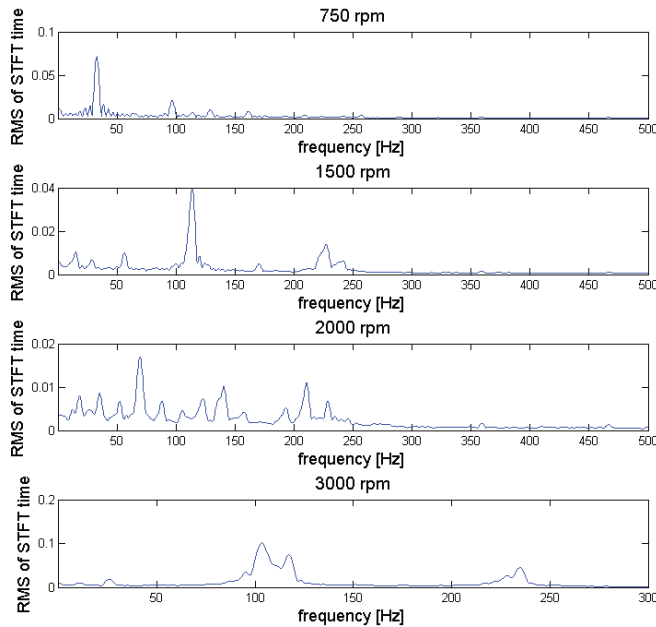 750 rpm
RMS of STFT time
0.1
0.05
0
50 100 150 200 250 300 350 400 450 500
frequency [Hz]
1500 rpm
RMS of STFT time
0.04
0.02
0
50 100 150 200 250 300 350 400 450 500
frequency [Hz]
2000 rpm
RMS of STFT time
0.02
0.01
0
50 100 150 200 250 300 350 400 450 500
frequency [Hz]
3000 rpm
RMS of STFT time
0.2
0.1
0
50 100 150 200 250 300
frequency [Hz]